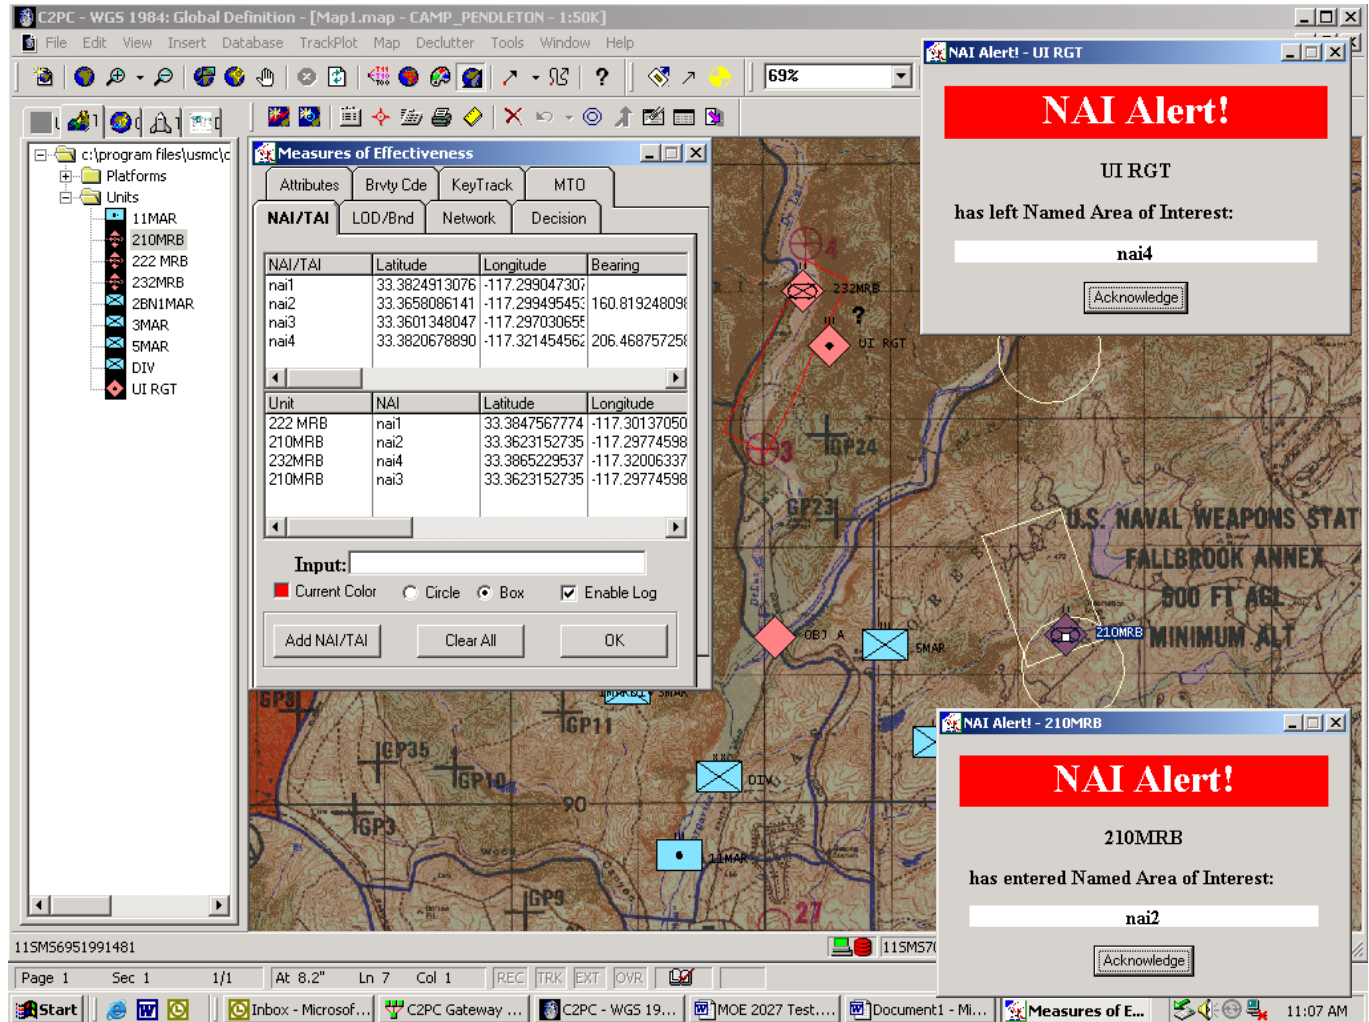 C2PC - WGS 1984: Global Definition - [Map1.map - CAMP_PENDLETON - 1:50K]
File Edit View Insert Database TrackPlot Map Declutter Tools Window Help
69%
c:\program files\usmc\c
Platforms
Units
11MAR
210MRB
222 MRB
232MRB
2BN1MAR
3MAR
5MAR
DIV
UI RGT
Measures of Effectiveness
Attributes Brvty Cde KeyTrack MTO
NAI/TAI LOD/Bnd Network Decision
NAI/TAI Latitude Longitude Bearing
nai1 33.3824913076 -117.299047307
nai2 33.3658086141 -117.299495453 160.819248098
nai3 33.3601348047 -117.297030655
nai4 33.3820678890 -117.321454562 206.468757258
Unit NAI Latitude Longitude
222 MRB nai1 33.3847567774 -117.30137050
210MRB nai2 33.3623152735 -117.29774598
232MRB nai4 33.3865229537 -117.32006337
210MRB nai3 33.3623152735 -117.29774598
Input:
Current Color Circle Box Enable Log
Add NAI/TAI Clear All OK
NAI Alert! - UI RGT
NAI Alert!
UI RGT
has left Named Area of Interest:
nai4
Acknowledge
4
232MRB
?
UI RGT
3
GP24
GP23
U.S. NAVAL WEAPONS STAT
FALLBROOK ANNEX
500 FT AGL
MINIMUM ALT
210MRB
OBJ A
5MAR
GP8
GP11
GP35
GP10
DIV
90
GP3
11MAR
GP9
27
NAI Alert! - 210MRB
NAI Alert!
210MRB
has entered Named Area of Interest:
nai2
Acknowledge
11SMS6951991481
11SMS70
Page 1 Sec 1 1/1 At 8.2" Ln 7 Col 1 REC TRK EXT OVR
Start Inbox - Microsof... C2PC Gateway ... C2PC - WGS 19... MOE 2027 Test.... Document1 - Mi... Measures of E... 11:07 AM